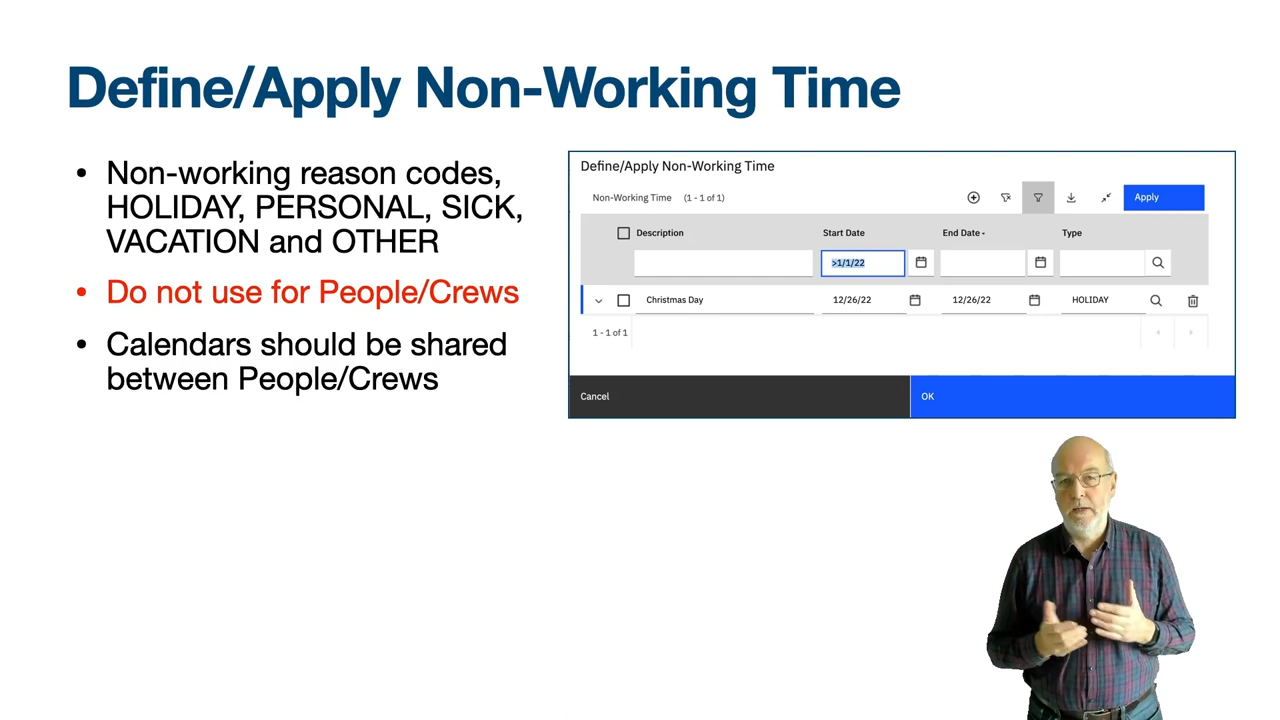 Define/Apply Non-Working Time
• Non-working reason codes,
HOLIDAY, PERSONAL, SICK,
VACATION and OTHER
• Do not use for People/Crews
• Calendars should be shared
between People/Crews
Define/Apply Non-Working Time
Non-Working Time (1 - 1 of 1) Apply
Description Start Date End Date Type
>1/1/22
Christmas Day 12/26/22 12/26/22 HOLIDAY
1 - 1 of 1
Cancel OK